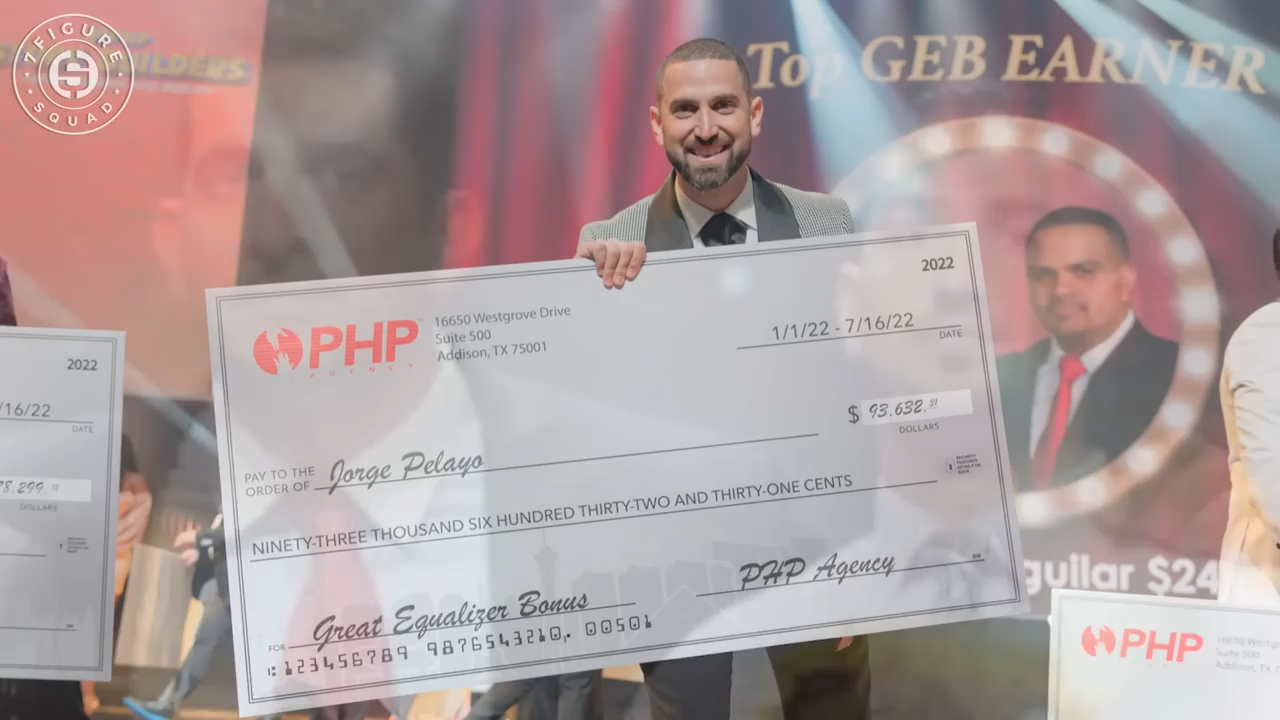 7 FIGURE SQUAD
Top GEB EARNER
2022
PHP
AGENCY
16650 Westgrove Drive
Suite 500
Addison, TX 75001
1/1/22 - 7/16/22
DATE
$ 93,632.31
DOLLARS
PAY TO THE
ORDER OF Jorge Pelayo
NINETY-THREE THOUSAND SIX HUNDRED THIRTY-TWO AND THIRTY-ONE CENTS
PHP Agency
FOR Great Equalizer Bonus
⑆123456789 9876543210⑈ 00501
2022
/16/22
DATE
DOLLARS
guilar $24
PHP
16650 Westg
Suite 500
Addison, TX